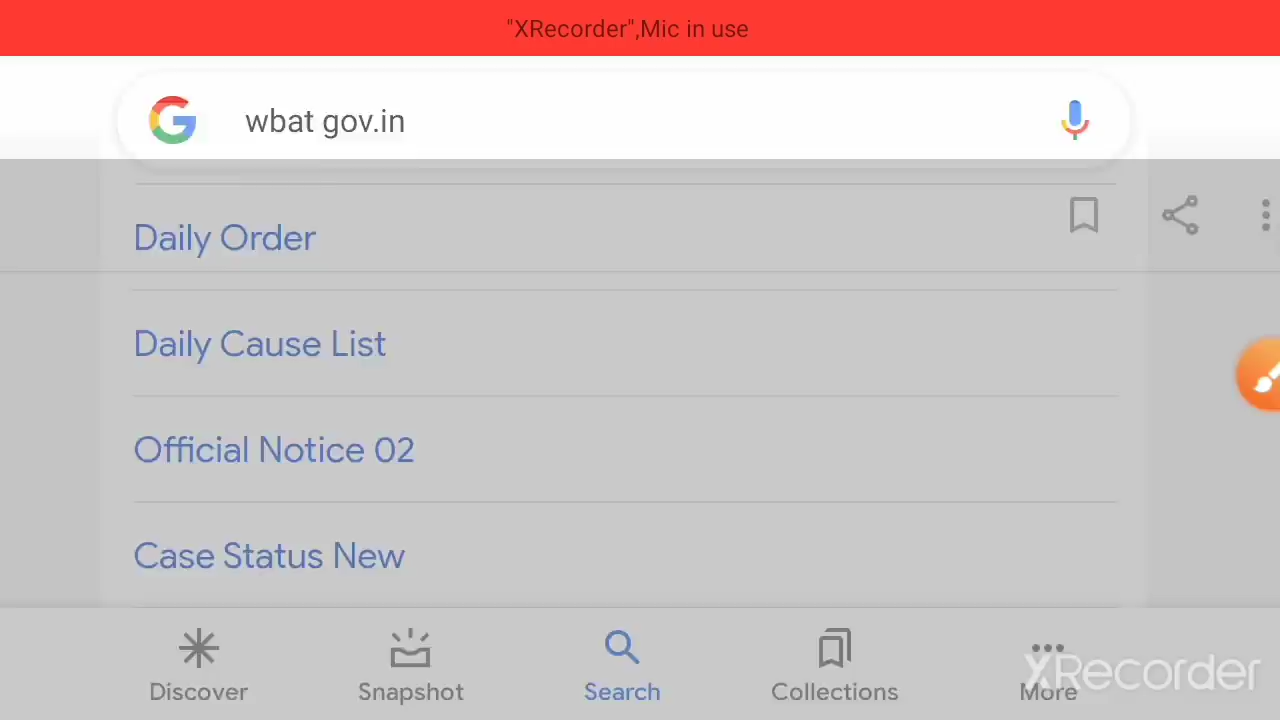 "XRecorder",Mic in use
wbat gov.in
Daily Order
Daily Cause List
Official Notice 02
Case Status New
Discover
Snapshot
Search
Collections
More
XRecorder